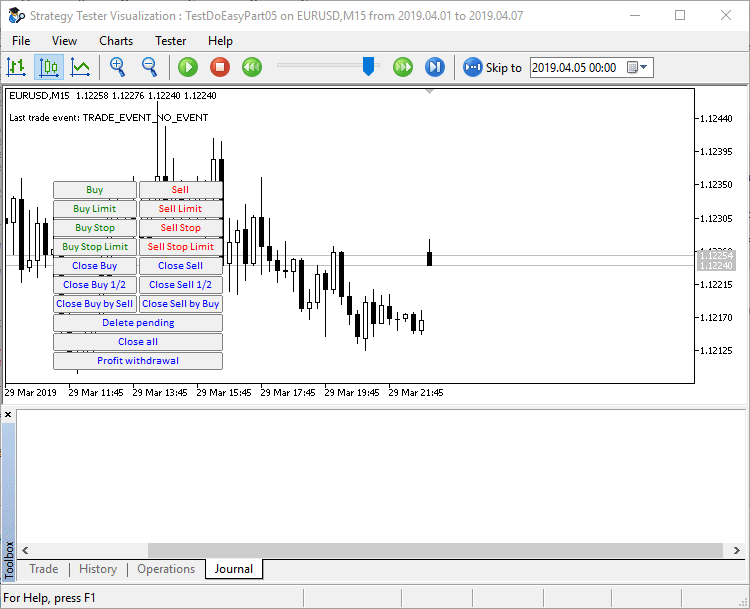 Strategy Tester Visualization : TestDoEasyPart05 on EURUSD,M15 from 2019.04.01 to 2019.04.07
File View Charts Tester Help
Skip to 2019.04.05 00:00
EURUSD,M15 1.12258 1.12276 1.12240 1.12240
Last trade event: TRADE_EVENT_NO_EVENT
1.12440
1.12395
1.12350
1.12305
1.12254
1.12240
1.12215
1.12170
1.12125
Buy Sell
Buy Limit Sell Limit
Buy Stop Sell Stop
Buy Stop Limit Sell Stop Limit
Close Buy Close Sell
Close Buy 1/2 Close Sell 1/2
Close Buy by Sell Close Sell by Buy
Delete pending
Close all
Profit withdrawal
29 Mar 2019 29 Mar 11:45 29 Mar 13:45 29 Mar 15:45 29 Mar 17:45 29 Mar 19:45 29 Mar 21:45
Toolbox
Trade History Operations Journal
For Help, press F1